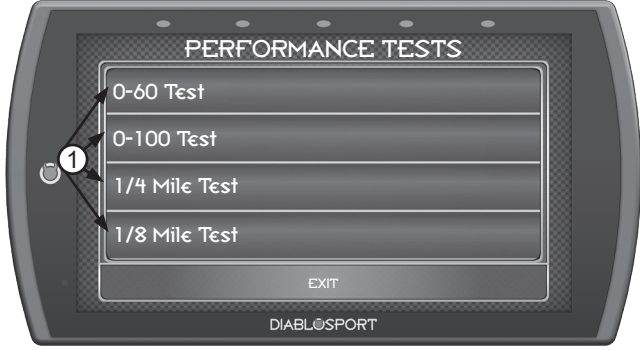 PERFORMANCE TESTS
0-60 Test
0-100 Test
1
1/4 Mile Test
1/8 Mile Test
EXIT
DIABLOSPORT